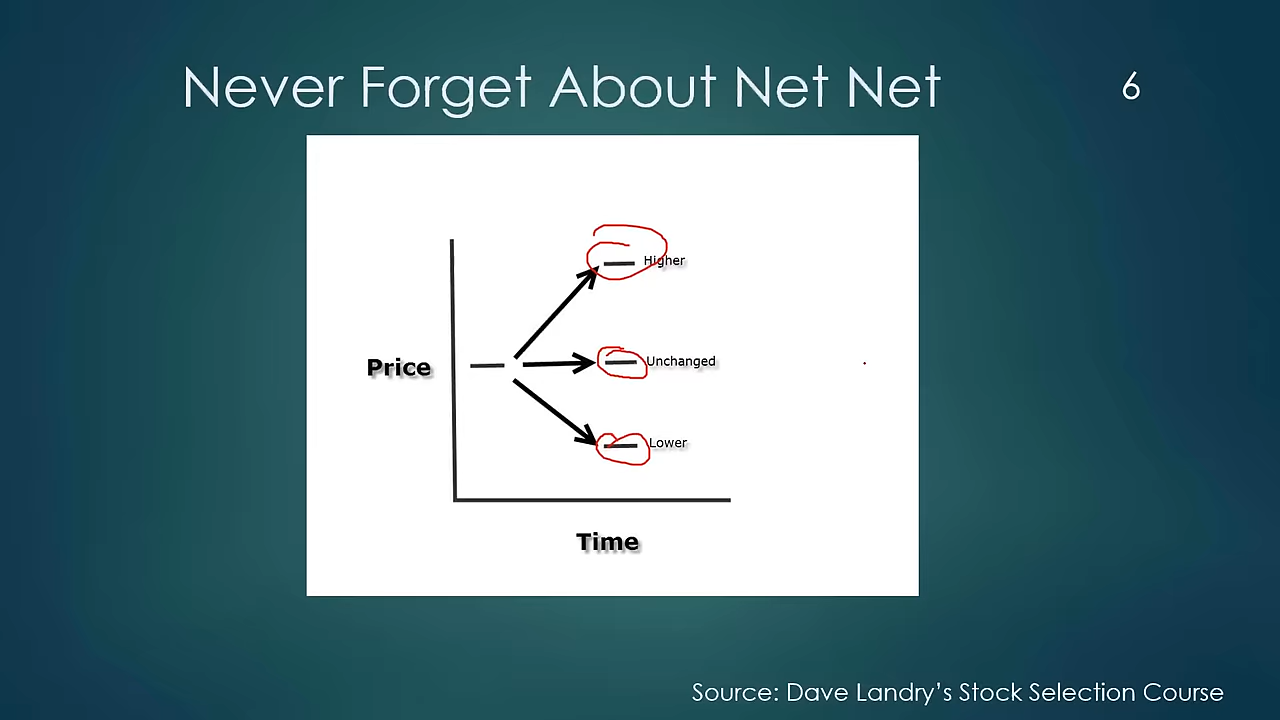 Never Forget About Net Net
6
Higher
Price
Unchanged
Lower
Time
Source: Dave Landry’s Stock Selection Course